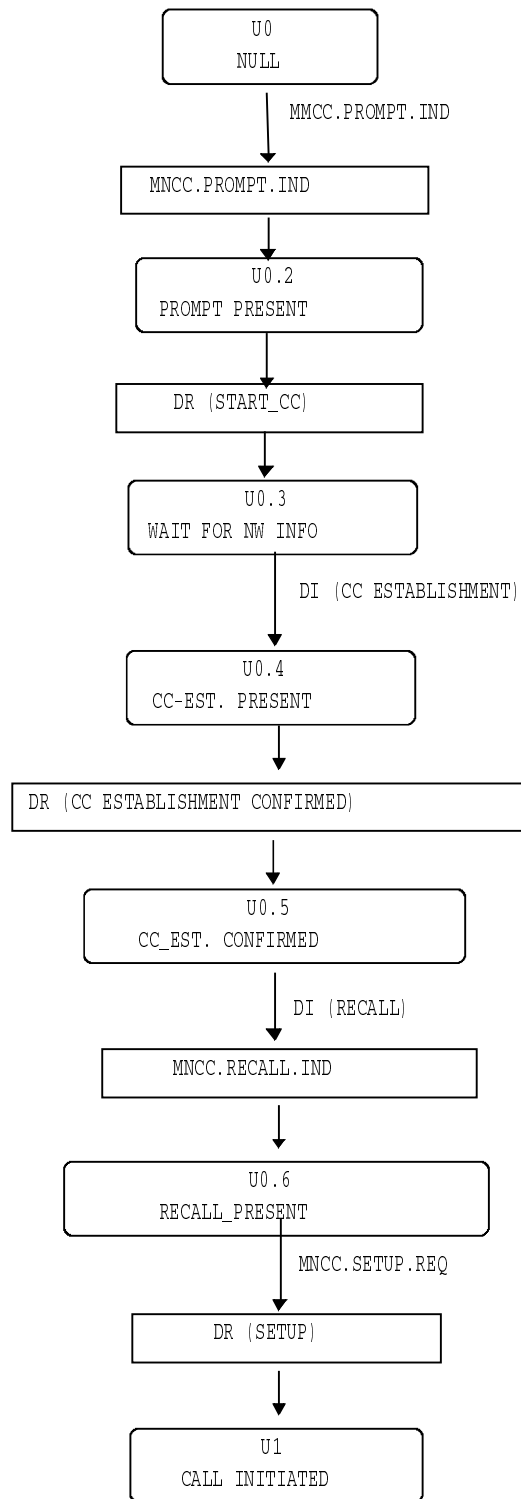 U0
NULL
MMCC.PROMPT.IND
MNCC.PROMPT.IND
U0.2
PROMPT PRESENT
DR (START_CC)
U0.3
WAIT FOR NW INFO
DI (CC ESTABLISHMENT)
U0.4
CC-EST. PRESENT
DR (CC ESTABLISHMENT CONFIRMED)
U0.5
CC_EST. CONFIRMED
DI (RECALL)
MNCC.RECALL.IND
U0.6
RECALL_PRESENT
MNCC.SETUP.REQ
DR (SETUP)
U1
CALL INITIATED